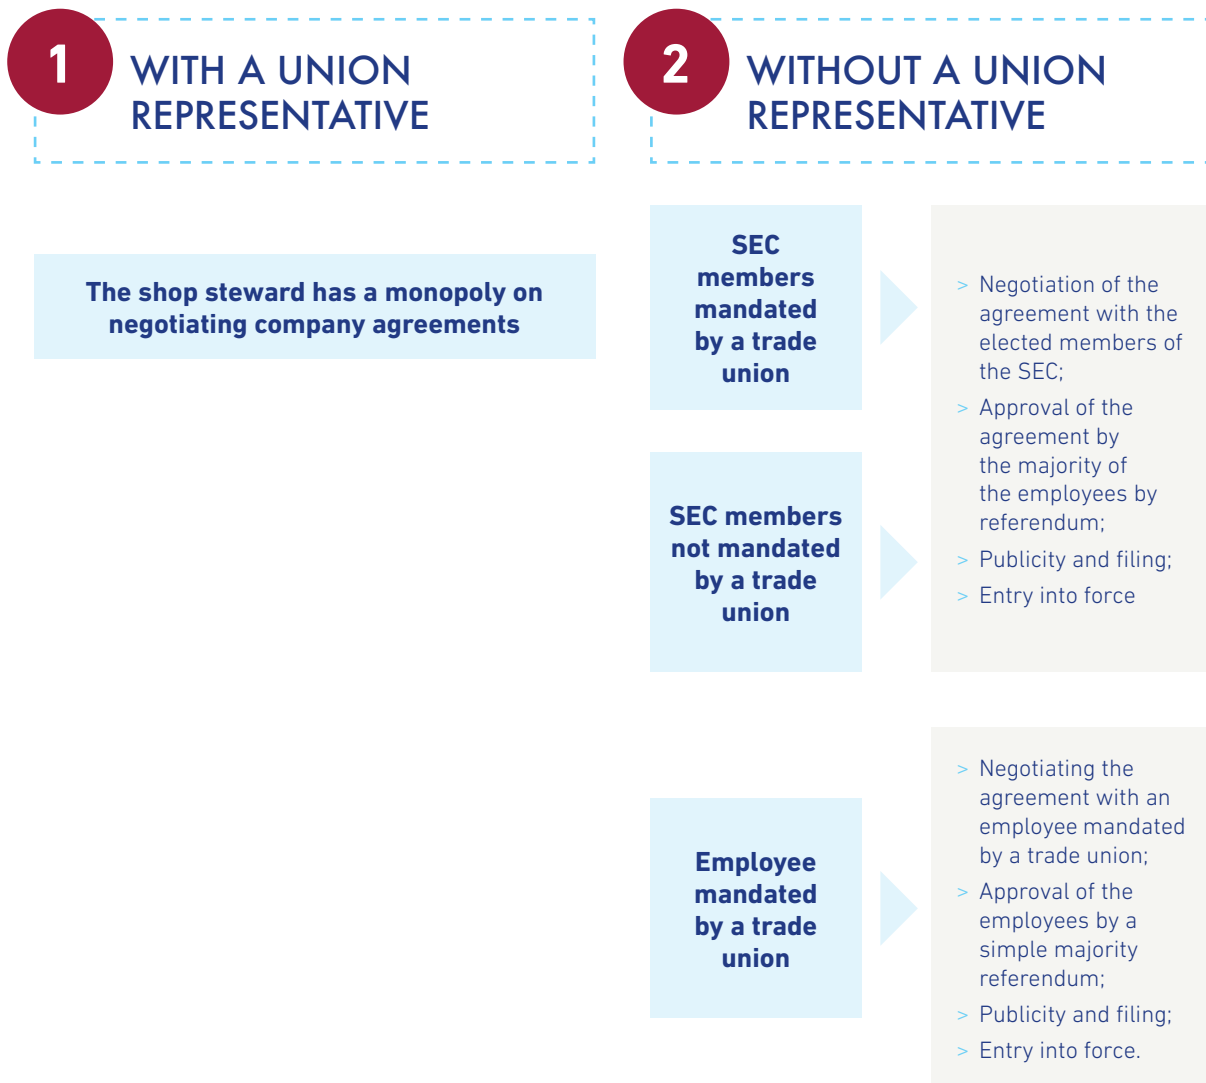 1
WITH A UNION
REPRESENTATIVE
The shop steward has a monopoly on
negotiating company agreements
2
WITHOUT A UNION
REPRESENTATIVE
SEC
members
mandated
by a trade
union
SEC members
not mandated
by a trade
union
> Negotiation of the
agreement with the
elected members of
the SEC;
> Approval of the
agreement by
the majority of
the employees by
referendum;
> Publicity and filing;
> Entry into force
Employee
mandated
by a trade
union
> Negotiating the
agreement with an
employee mandated
by a trade union;
> Approval of the
employees by a
simple majority
referendum;
> Publicity and filing;
> Entry into force.